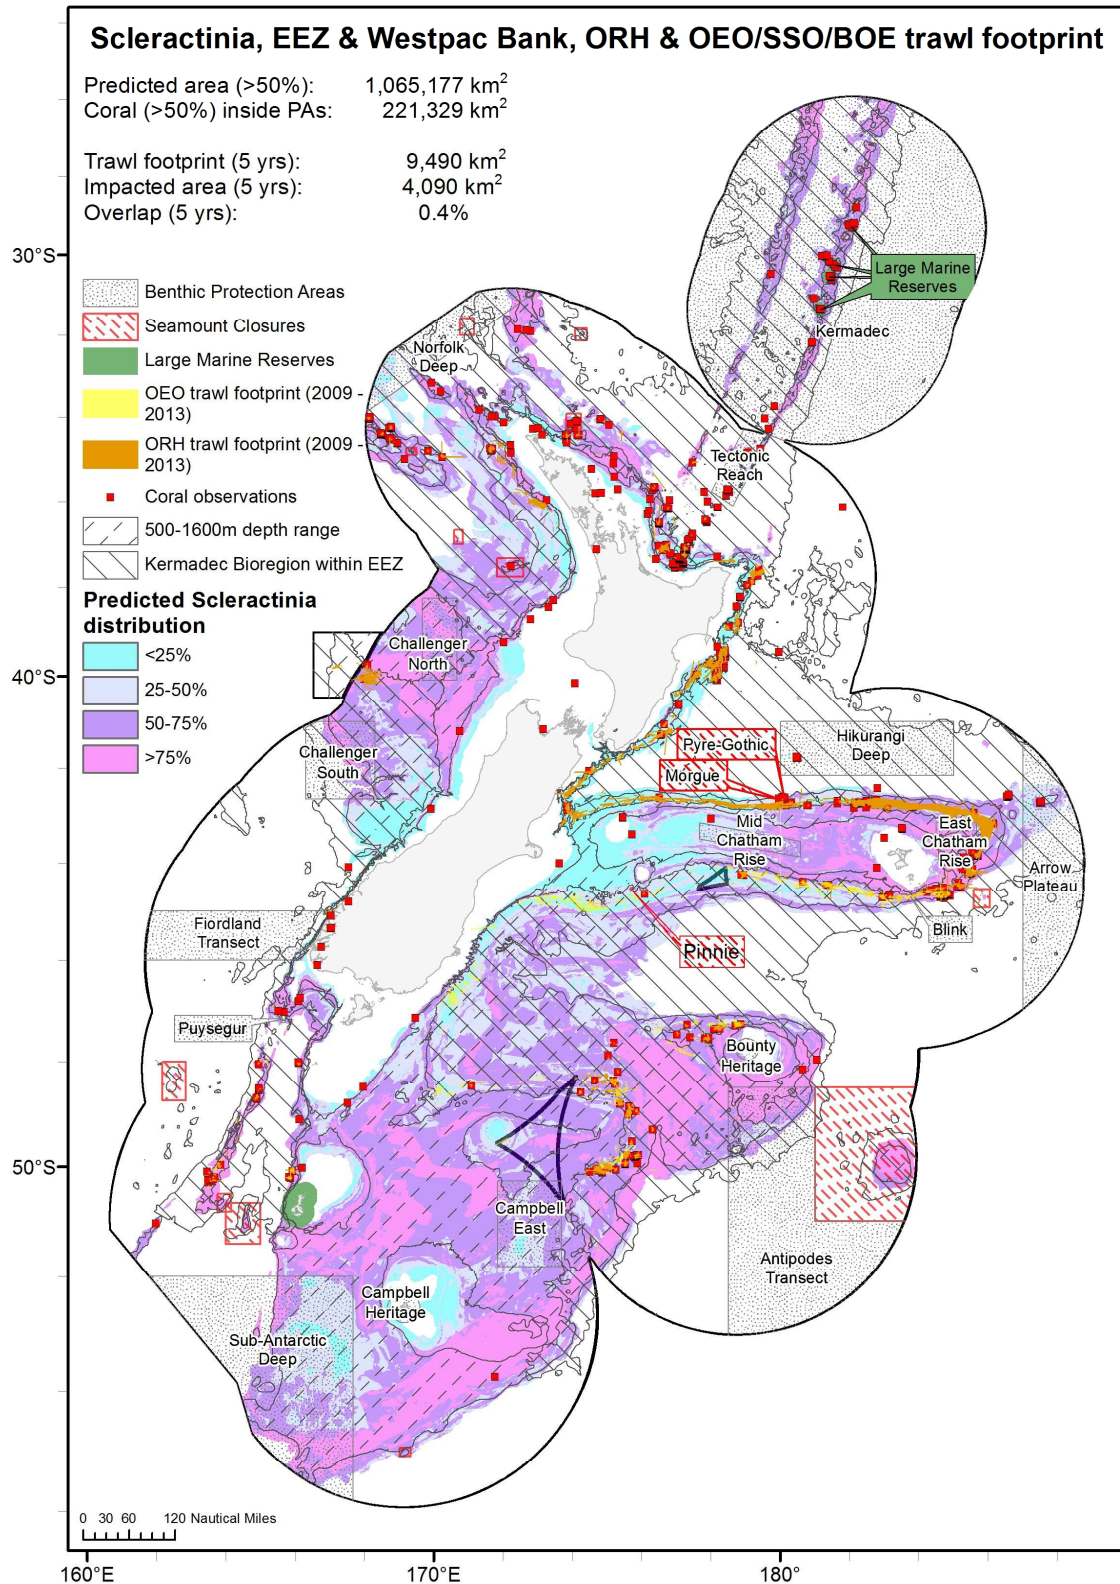 Scleractinia, EEZ & Westpac Bank, ORH & OEO/SSO/BOE trawl footprint
Predicted area (>50%): 1,065,177 km²
Coral (>50%) inside PAs: 221,329 km²
Trawl footprint (5 yrs): 9,490 km²
Impacted area (5 yrs): 4,090 km²
Overlap (5 yrs): 0.4%
30°S
40°S
50°S
Benthic Protection Areas
Seamount Closures
Large Marine Reserves
OEO trawl footprint (2009 -
2013)
ORH trawl footprint (2009 -
2013)
Coral observations
500-1600m depth range
Kermadec Bioregion within EEZ
Predicted Scleractinia
distribution
<25%
25-50%
50-75%
>75%
Large Marine
Reserves
Kermadec
Norfolk
Deep
Tectonic
Reach
Challenger
North
Challenger
South
Pyre-Gothic
Morgue
Hikurangi
Deep
Mid
Chatham
Rise
East
Chatham
Rise
Arrow
Plateau
Blink
Pinnie
Fiordland
Transect
Puysegur
Bounty
Heritage
Campbell
East
Antipodes
Transect
Campbell
Heritage
Sub-Antarctic
Deep
0 30 60 120 Nautical Miles
160°E
170°E
180°